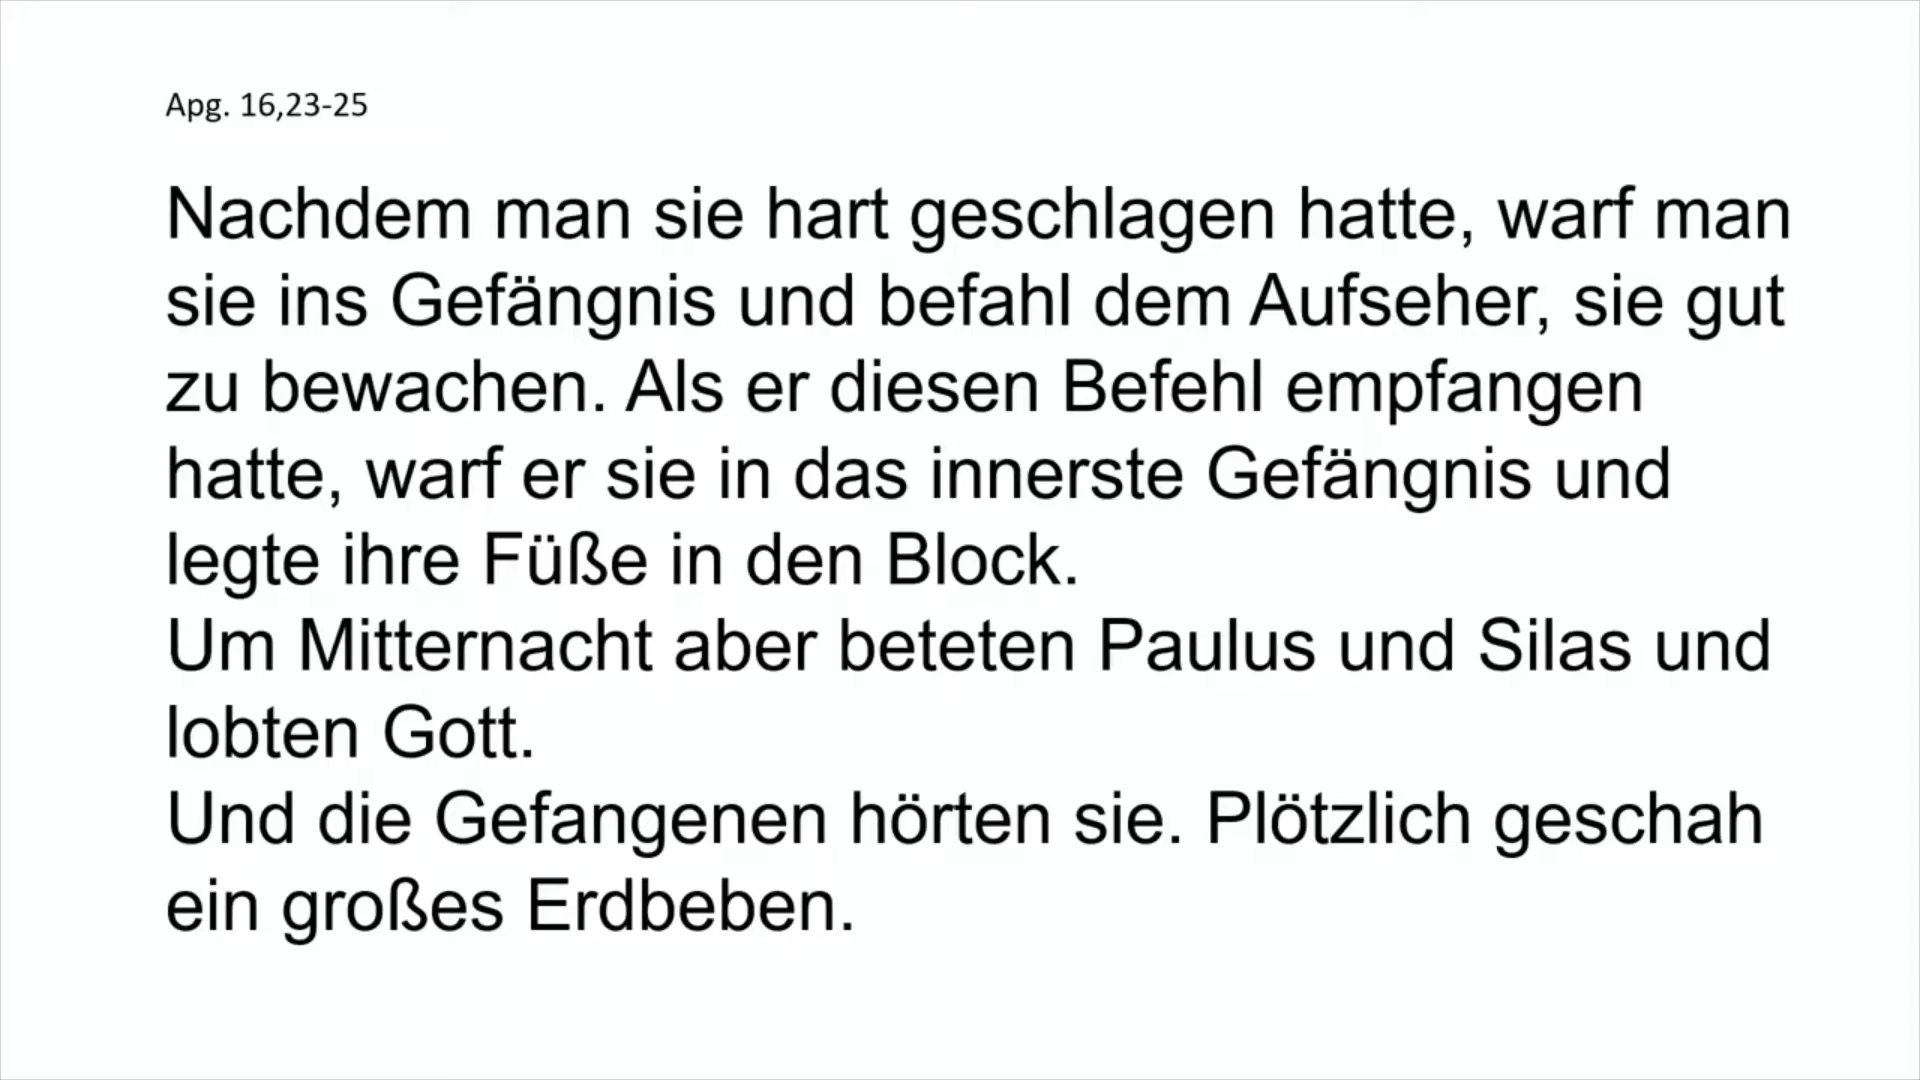 Apg. 16,23-25
Nachdem man sie hart geschlagen hatte, warf man
sie ins Gefängnis und befahl dem Aufseher, sie gut
zu bewachen. Als er diesen Befehl empfangen
hatte, warf er sie in das innerste Gefängnis und
legte ihre Füße in den Block.
Um Mitternacht aber beteten Paulus und Silas und
lobten Gott.
Und die Gefangenen hörten sie. Plötzlich geschah
ein großes Erdbeben.